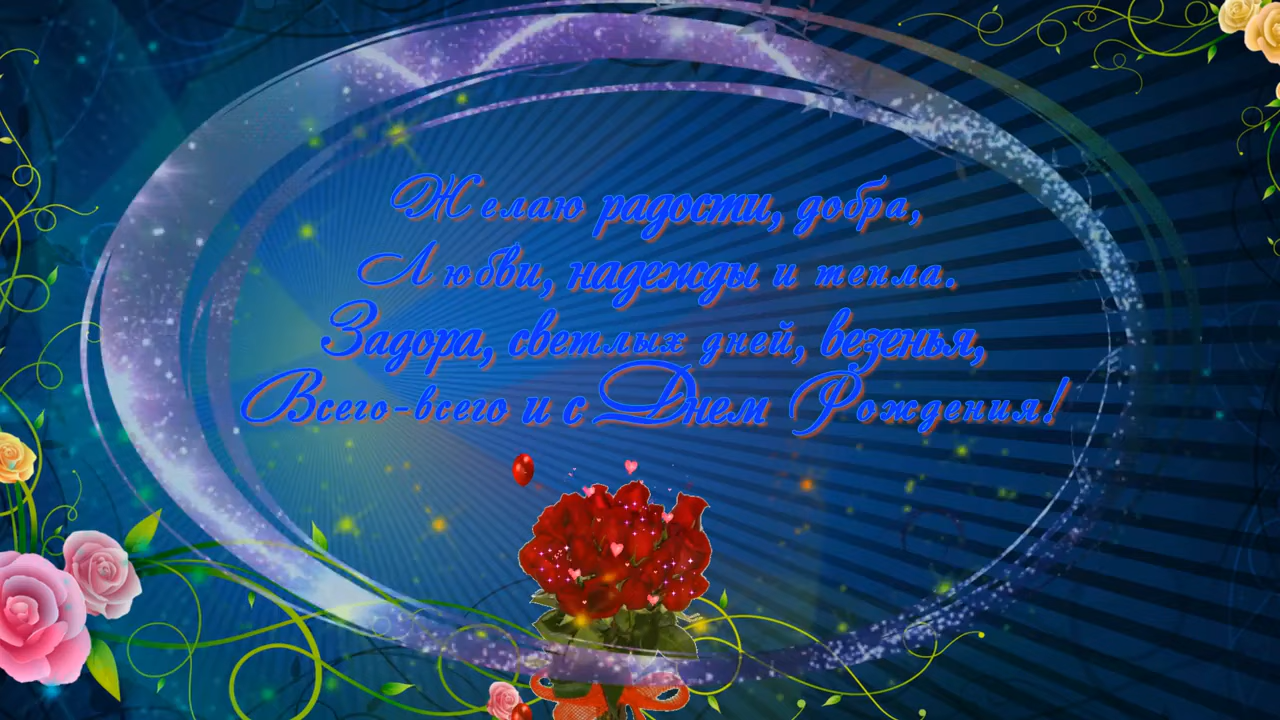 Желаю радости, добра,
Любви, надежды и тепла.
Задора, светлых дней, везенья,
Всего-всего и с Днем Рождения!